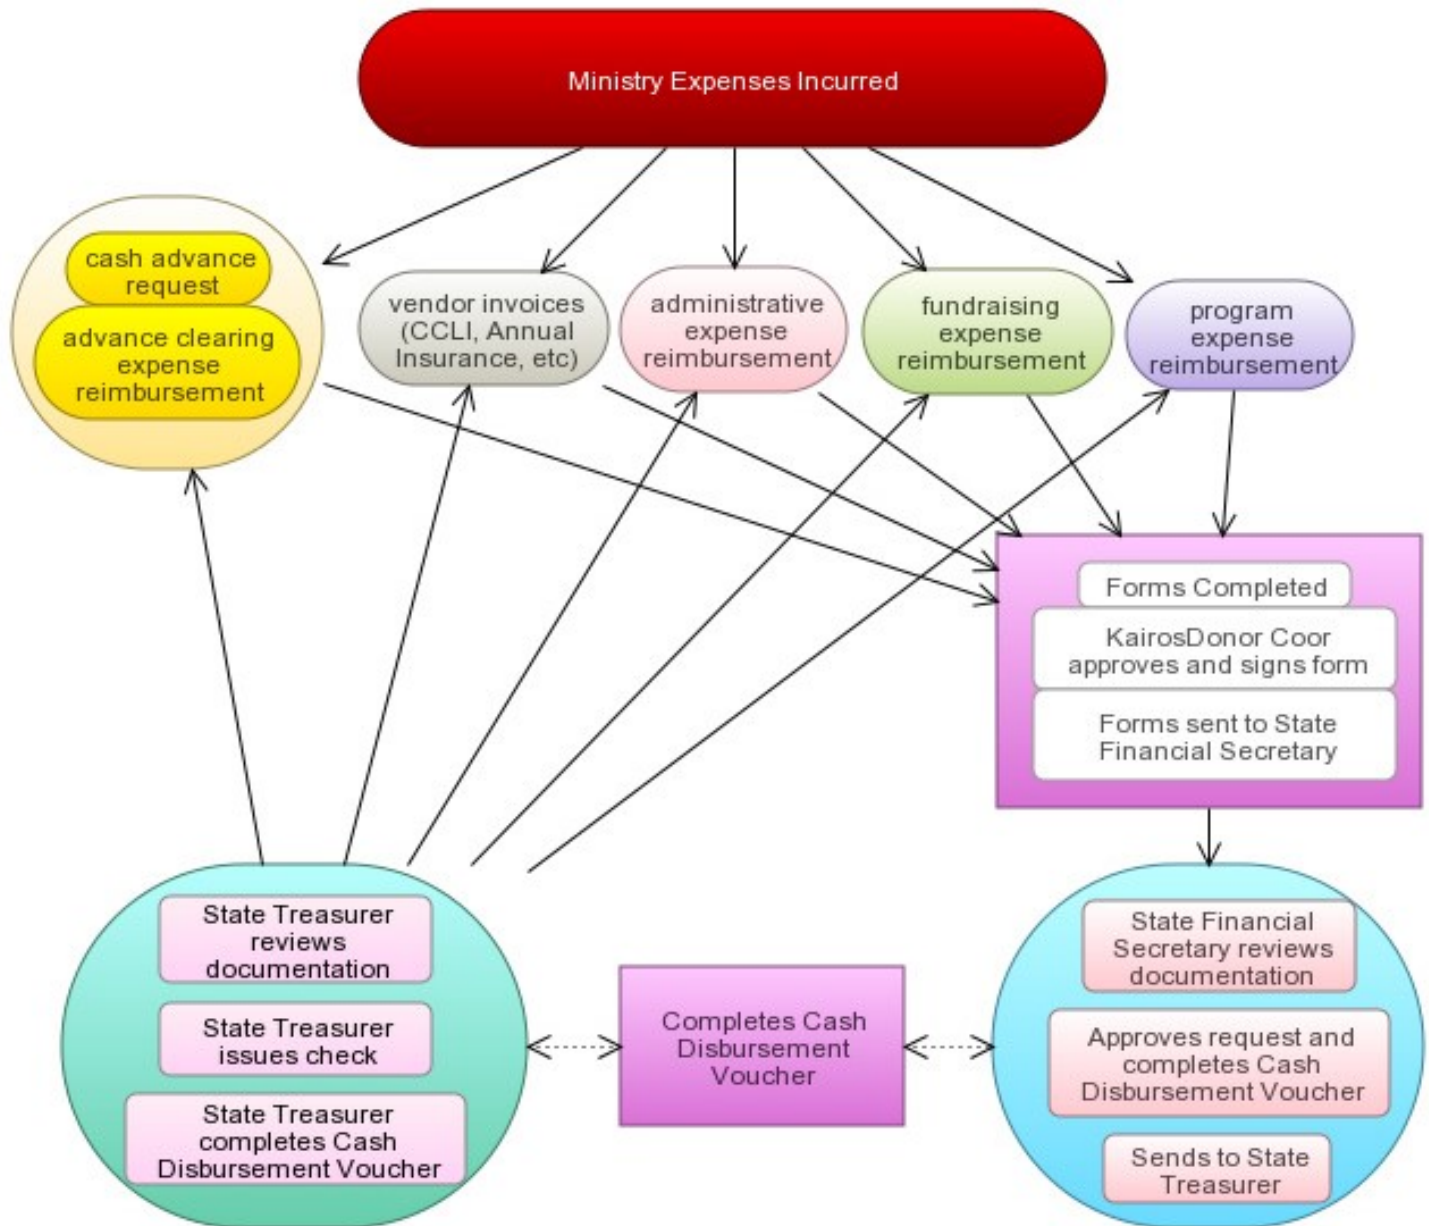 Ministry Expenses Incurred
cash advance
request
advance clearing
expense
reimbursement
vendor invoices
(CCLI, Annual
Insurance, etc)
administrative
expense
reimbursement
fundraising
expense
reimbursement
program
expense
reimbursement
Forms Completed
KairosDonor Coor
approves and signs form
Forms sent to State
Financial Secretary
State Treasurer
reviews
documentation
State Treasurer
issues check
State Treasurer
completes Cash
Disbursement Voucher
Completes Cash
Disbursement
Voucher
State Financial
Secretary reviews
documentation
Approves request and
completes Cash
Disbursement Voucher
Sends to State
Treasurer